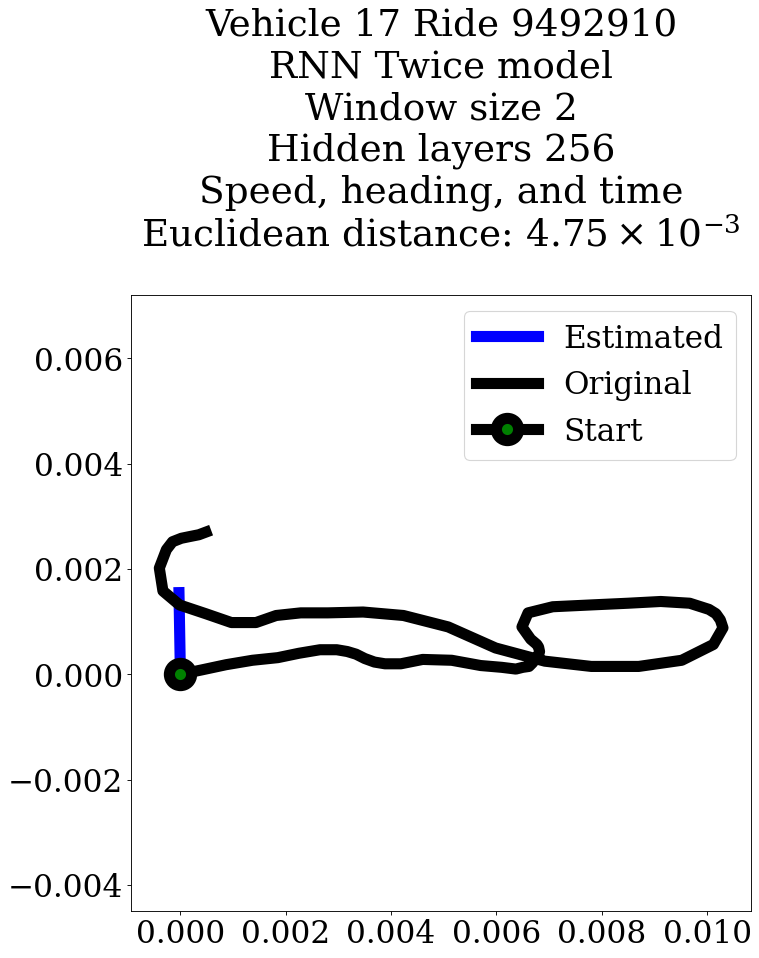 Vehicle 17 Ride 9492910
RNN Twice model
Window size 2
Hidden layers 256
Speed, heading, and time
Euclidean distance: 4.75 × 10⁻³
Estimated
Original
Start
0.006
0.004
0.002
0.000
−0.002
−0.004
0.000 0.002 0.004 0.006 0.008 0.010